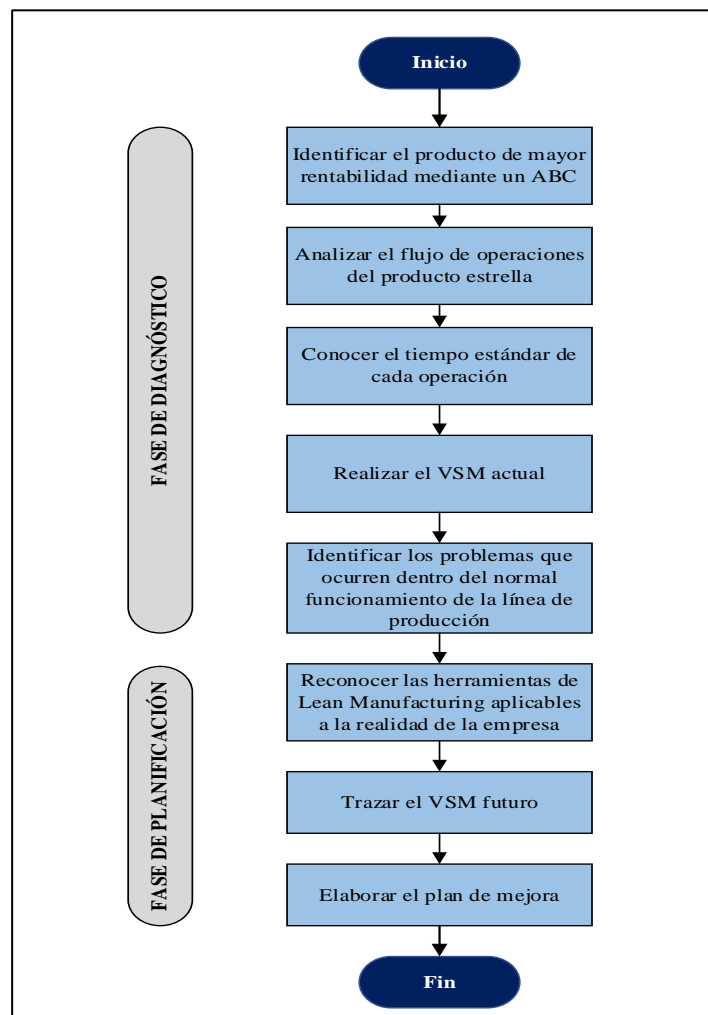 Inicio
FASE DE DIAGNÓSTICO
Identificar el producto de mayor
rentabilidad mediante un ABC
Analizar el flujo de operaciones
del producto estrella
Conocer el tiempo estándar de
cada operación
Realizar el VSM actual
Identificar los problemas que
ocurren dentro del normal
funcionamiento de la línea de
producción
FASE DE PLANIFICACIÓN
Reconocer las herramientas de
Lean Manufacturing aplicables
a la realidad de la empresa
Trazar el VSM futuro
Elaborar el plan de mejora
Fin